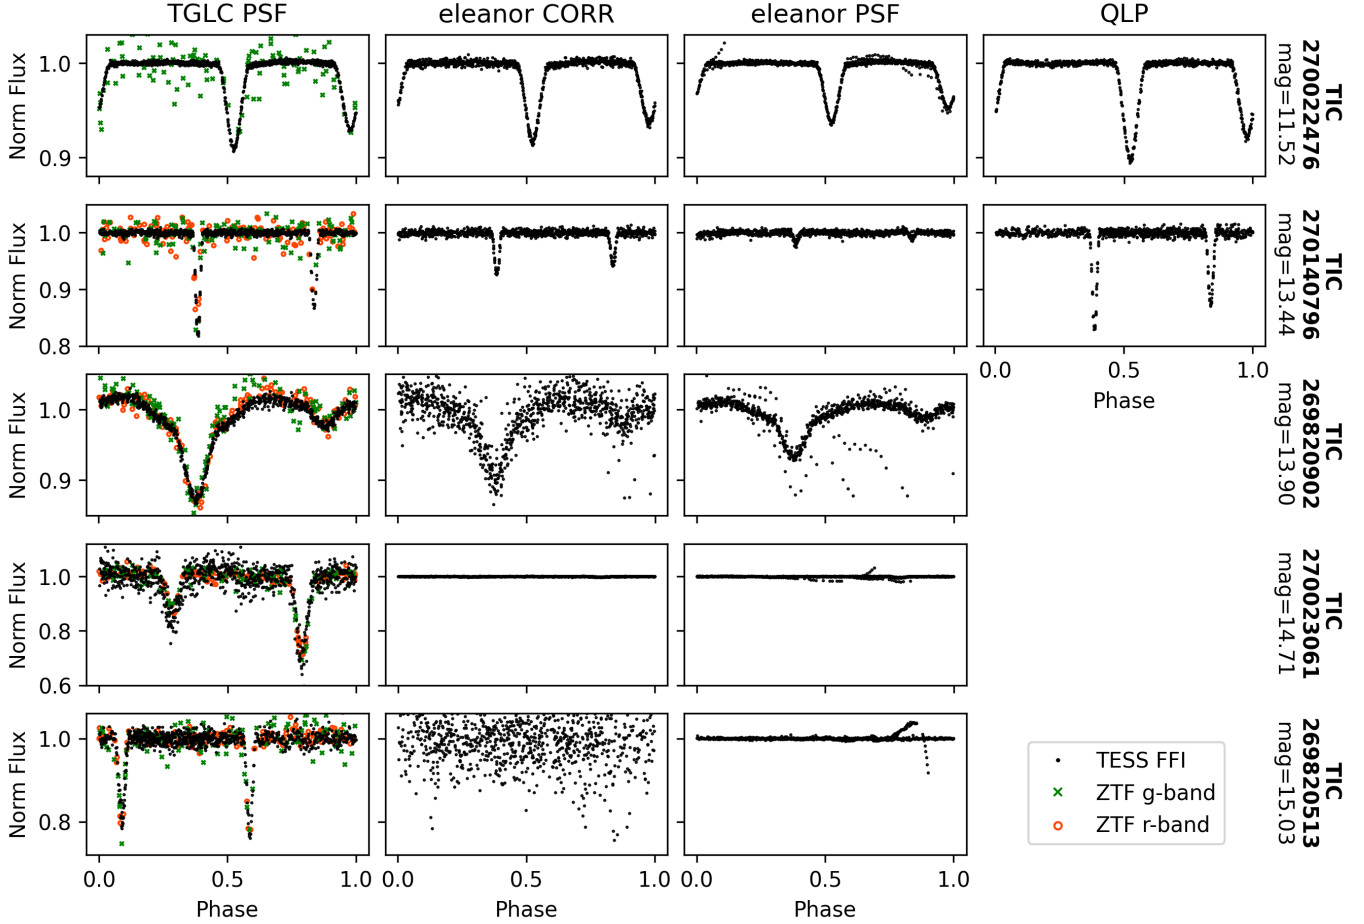 TGLC PSF
eleanor CORR
eleanor PSF
QLP
Norm Flux
1.0
0.9
TIC
270022476
mag=11.52
Norm Flux
1.0
0.9
0.8
0.0
0.5
1.0
Phase
TIC
270140796
mag=13.44
Norm Flux
1.0
0.9
TIC
269820902
mag=13.90
Norm Flux
1.0
0.8
0.6
TIC
270023061
mag=14.71
Norm Flux
1.0
0.8
TIC
269820513
mag=15.03
TESS FFI
ZTF g-band
ZTF r-band
0.0
0.5
1.0
0.0
0.5
1.0
0.0
0.5
1.0
Phase
Phase
Phase